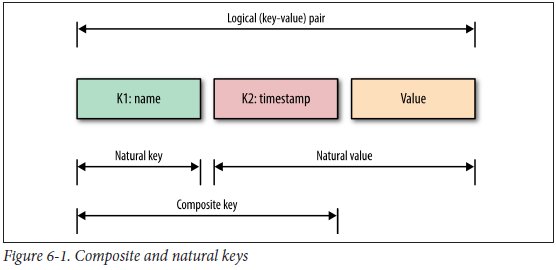 Logical (key-value) pair
K1: name
K2: timestamp
Value
Natural key
Natural value
Composite key
Figure 6-1. Composite and natural keys